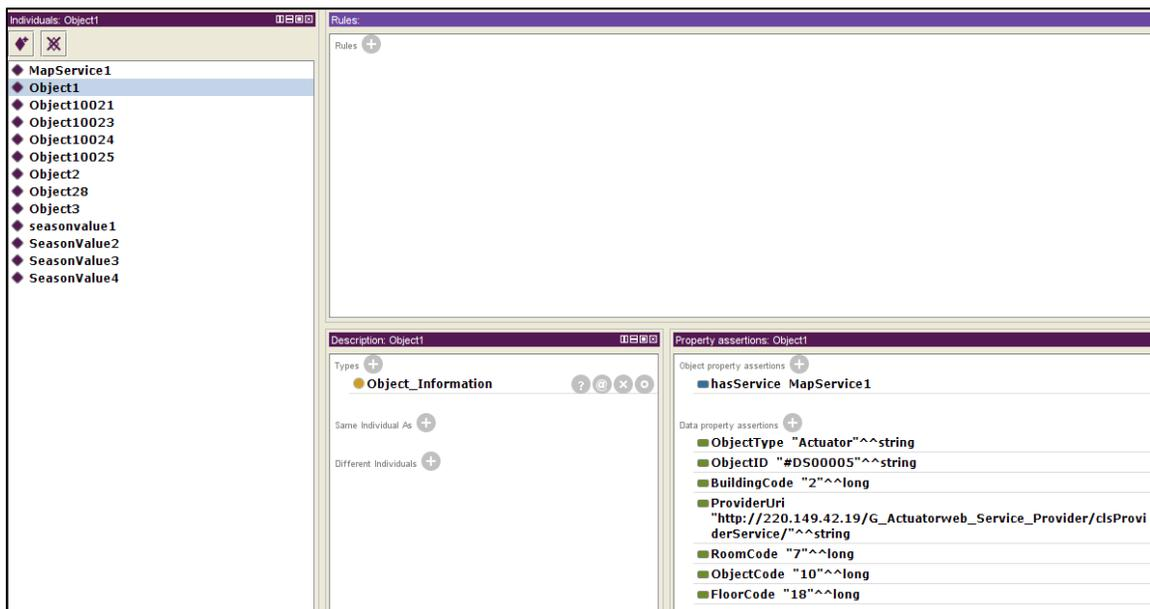 Individuals: Object1
MapService1
Object1
Object10021
Object10023
Object10024
Object10025
Object2
Object28
Object3
seasonvalue1
SeasonValue2
SeasonValue3
SeasonValue4
Rules:
Rules
Description: Object1
Types
Object_Information
Same Individual As
Different Individuals
Property assertions: Object1
Object property assertions
hasService MapService1
Data property assertions
ObjectType "Actuator"^^string
ObjectID "#DS00005"^^string
BuildingCode "2"^^long
ProviderUri
"http://220.149.42.19/G_Actuatorweb_Service_Provider/clsProvi
derService/"^^string
RoomCode "7"^^long
ObjectCode "10"^^long
FloorCode "18"^^long